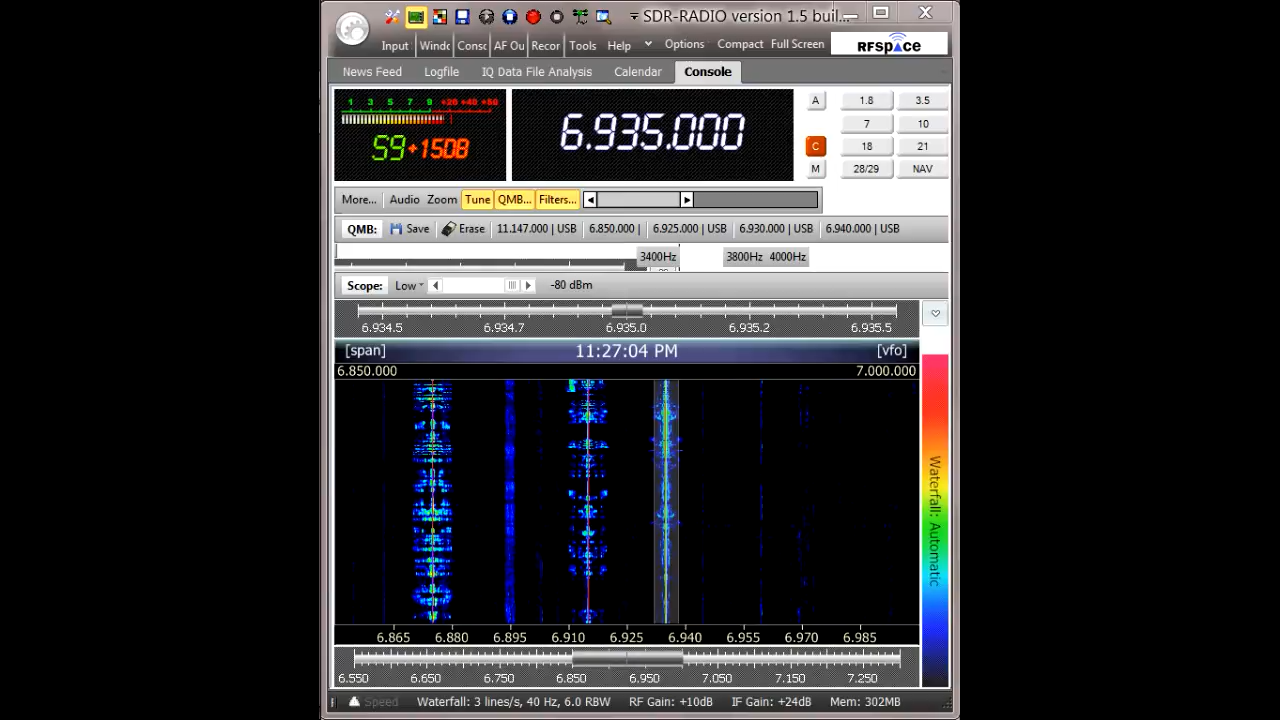 SDR-RADIO version 1.5 buil...
Input Windc Consc AF Ou Recor Tools Help Options Compact Full Screen RFSPACE
News Feed Logfile IQ Data File Analysis Calendar Console
1 3 5 7 9 +20 +40 +60
S9+1508
6.935.000
A 1.8 3.5
7 10
C 18 21
M 28/29 NAV
More... Audio Zoom Tune QMB... Filters...
QMB: Save Erase 11.147.000 | USB 6.850.000 | 6.925.000 | USB 6.930.000 | USB 6.940.000 | USB
3400Hz 3800Hz 4000Hz
Scope: Low -80 dBm
6.934.5 6.934.7 6.935.0 6.935.2 6.935.5
[span] 11:27:04 PM [vfo]
6.850.000 7.000.000
Waterfall: Automatic
6.865 6.880 6.895 6.910 6.925 6.940 6.955 6.970 6.985
6.550 6.650 6.750 6.850 6.950 7.050 7.150 7.250
Speed Waterfall: 3 lines/s, 40 Hz, 6.0 RBW RF Gain: +10dB IF Gain: +24dB Mem: 302MB